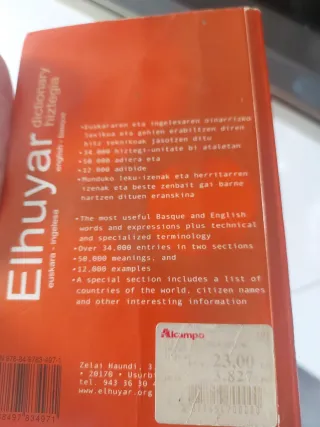 Elhuyar
dictionary
hiztegia
english · basque
euskara · ingelesa
•Euskararen eta ingelesaren oinarrizko
lexikoa eta gehien erabiltzen diren
hitz teknikoak jasotzen ditu
•34.000 hiztegi-unitate bi ataletan
•50.000 adiera eta
•12.000 adibide
•Munduko leku-izenak eta herritarren
izenak eta beste zenbait gai barne
hartzen dituen eranskina
•The most useful Basque and English
words and expressions plus technical
and specialized terminology
•Over 34.000 entries in two sections
•50.000 meanings, and
•12.000 examples
•A special section includes a list of
countries of the world, citizen names
and other interesting information
Zelai Haundi, 3
• 20170 • Usurb
tel. 943 36 30 4
www.elhuyar.org
Alcampo
23,00
3.827